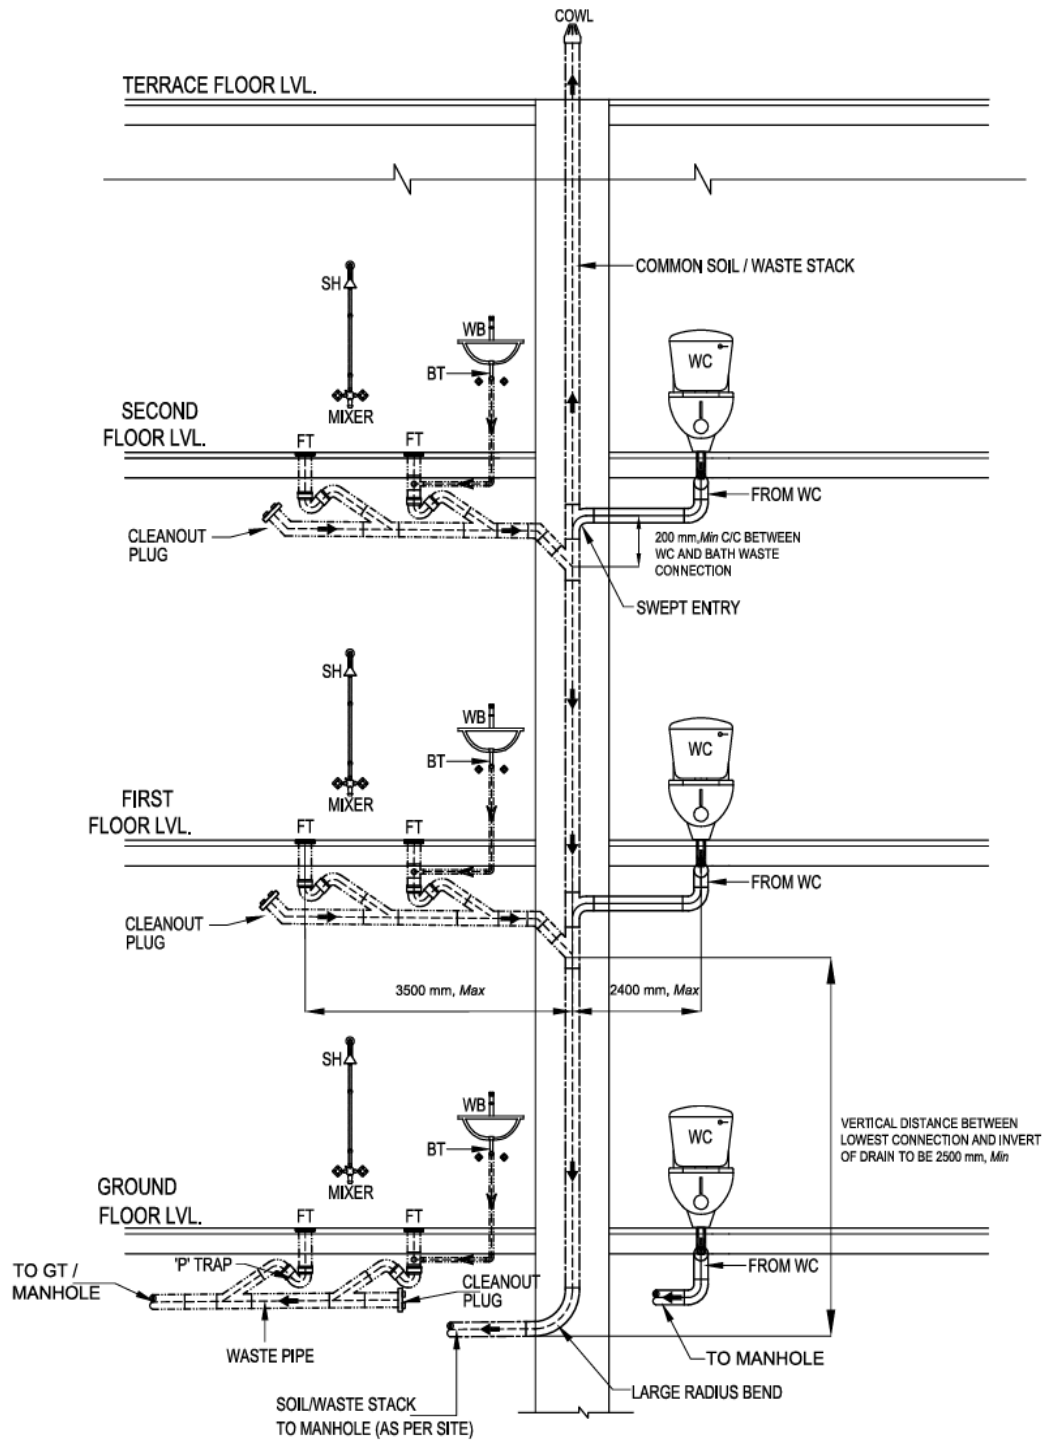 COWL
TERRACE FLOOR LVL.
COMMON SOIL / WASTE STACK
SH
WB
WC
BT
MIXER
SECOND
FLOOR LVL.
FT
FT
FROM WC
CLEANOUT
PLUG
200 mm,Min C/C BETWEEN
WC AND BATH WASTE
CONNECTION
SWEPT ENTRY
SH
WB
WC
BT
MIXER
FIRST
FLOOR LVL.
FT
FT
FROM WC
CLEANOUT
PLUG
3500 mm, Max
2400 mm, Max
SH
WB
WC
BT
VERTICAL DISTANCE BETWEEN
LOWEST CONNECTION AND INVERT
OF DRAIN TO BE 2500 mm, Min
MIXER
GROUND
FLOOR LVL.
FT
FT
'P' TRAP
FROM WC
TO GT /
MANHOLE
CLEANOUT
PLUG
WASTE PIPE
TO MANHOLE
LARGE RADIUS BEND
SOIL/WASTE STACK
TO MANHOLE (AS PER SITE)